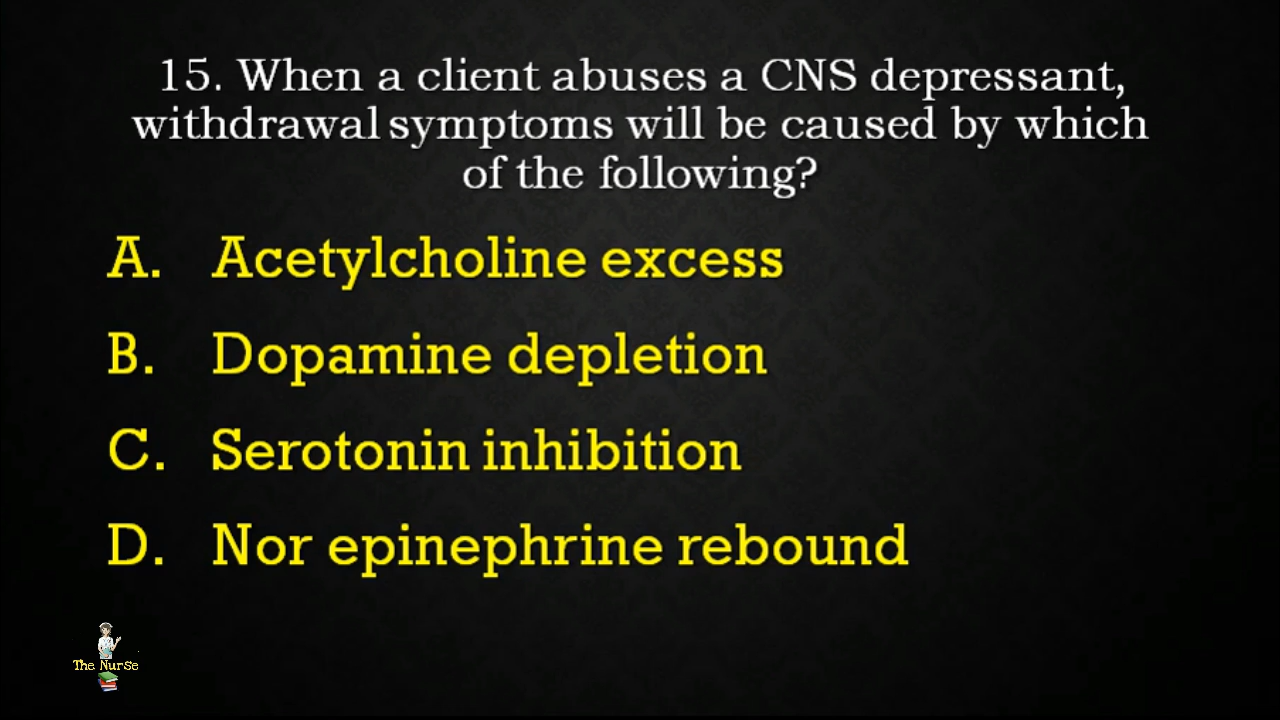 15. When a client abuses a CNS depressant,
withdrawal symptoms will be caused by which
of the following?
A. Acetylcholine excess
B. Dopamine depletion
C. Serotonin inhibition
D. Nor epinephrine rebound
The Nurse